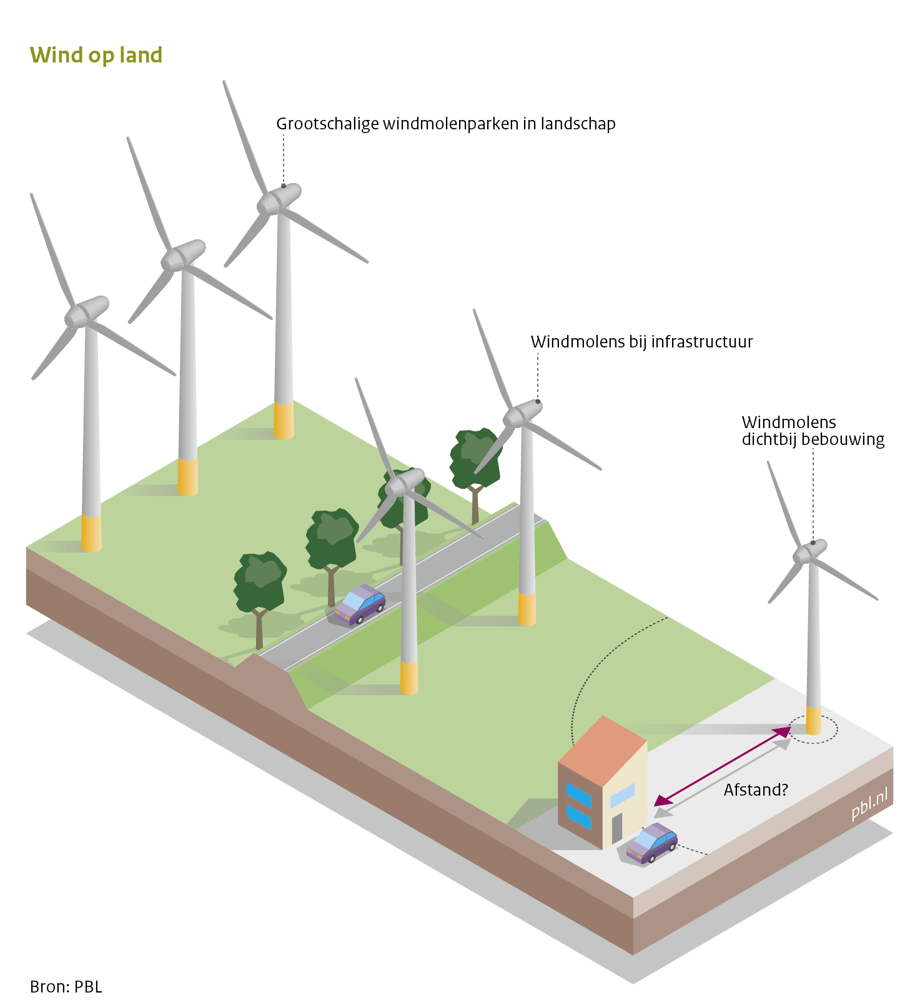 Wind op land
Grootschalige windmolenparken in landschap
Windmolens bij infrastructuur
Windmolens
dichtbij bebouwing
Afstand?
pbl.nl
Bron: PBL